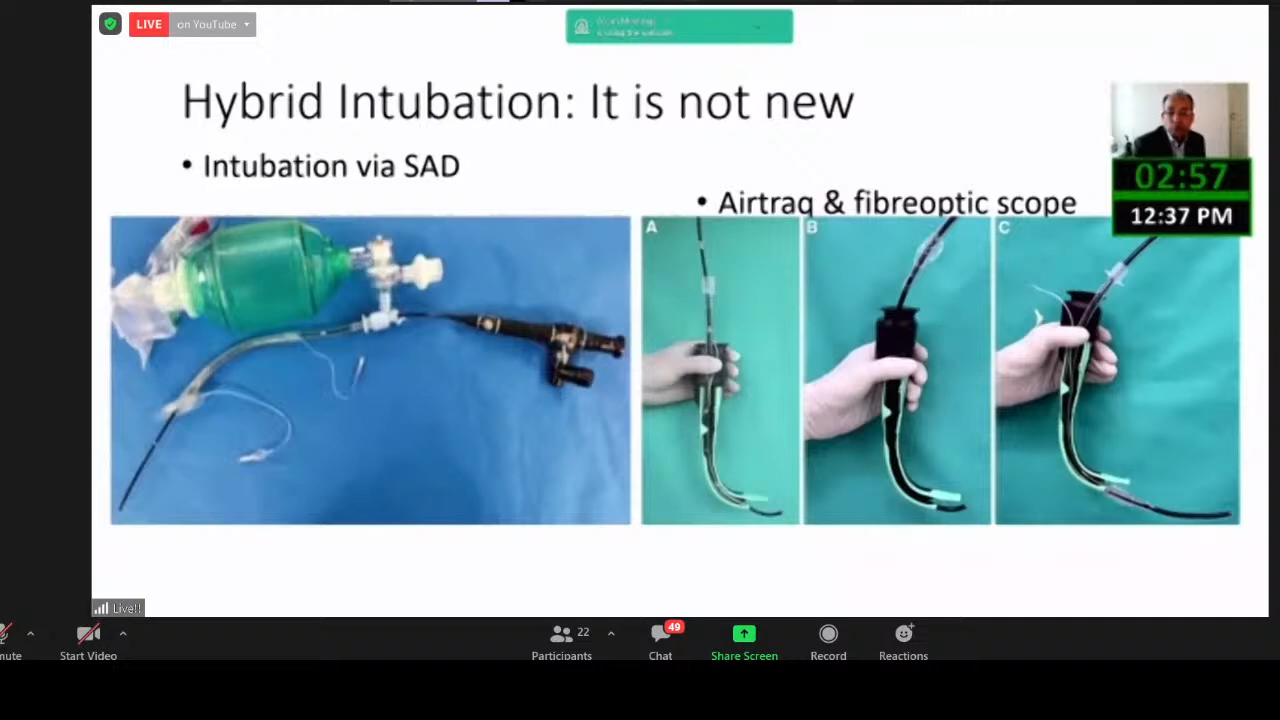 LIVE on YouTube
Hybrid Intubation: It is not new
• Intubation via SAD
02:57
12:37 PM
• Airtraq & fibreoptic scope
A B C
Live!!
mute
Start Video
22
Participants
49
Chat
Share Screen
Record
Reactions